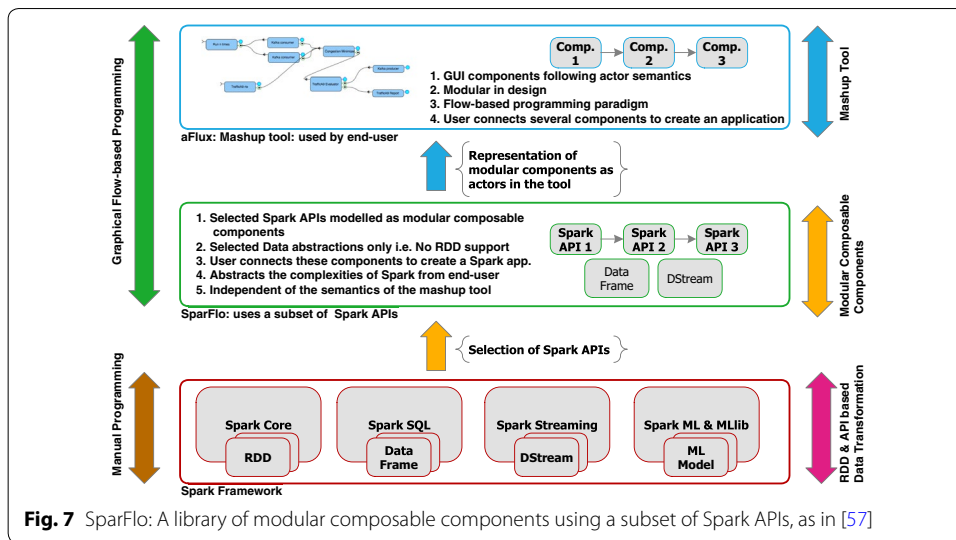 Graphical Flow-based Programming
Mashup Tool
Kafka consumer
Kafka consumer
Kafka producer
Comp.
1
Comp.
2
Comp.
3
1. GUI components following actor semantics
2. Modular in design
3. Flow-based programming paradigm
4. User connects several components to create an application
aFlux: Mashup tool: used by end-user
Representation of
modular components as
actors in the tool
1. Selected Spark APIs modelled as modular composable
components
2. Selected Data abstractions only i.e. No RDD support
3. User connects these components to create a Spark app.
4. Abstracts the complexities of Spark from end-user
5. Independent of the semantics of the mashup tool
Spark
API 1
Spark
API 2
Spark
API 3
Data
Frame
DStream
Modular Composable
Components
SparFlo: uses a subset of Spark APIs
Selection of Spark APIs
Manual Programming
Spark Core
RDD
Spark SQL
Data
Frame
Spark Streaming
DStream
Spark ML & MLlib
ML
Model
RDD & API based
Data Transformation
Spark Framework
Fig. 7 SparFlo: A library of modular composable components using a subset of Spark APIs, as in [57]